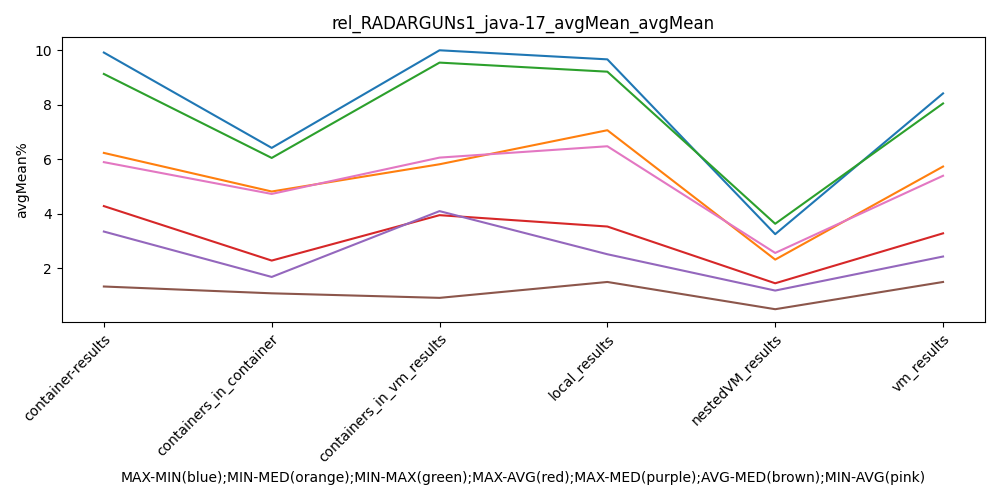 rel_RADARGUNs1_java-17_avgMean_avgMean
avgMean%
10
8
6
4
2
container-results
containers_in_container
containers_in_vm_results
local_results
nestedVM_results
vm_results
MAX-MIN(blue);MIN-MED(orange);MIN-MAX(green);MAX-AVG(red);MAX-MED(purple);AVG-MED(brown);MIN-AVG(pink)